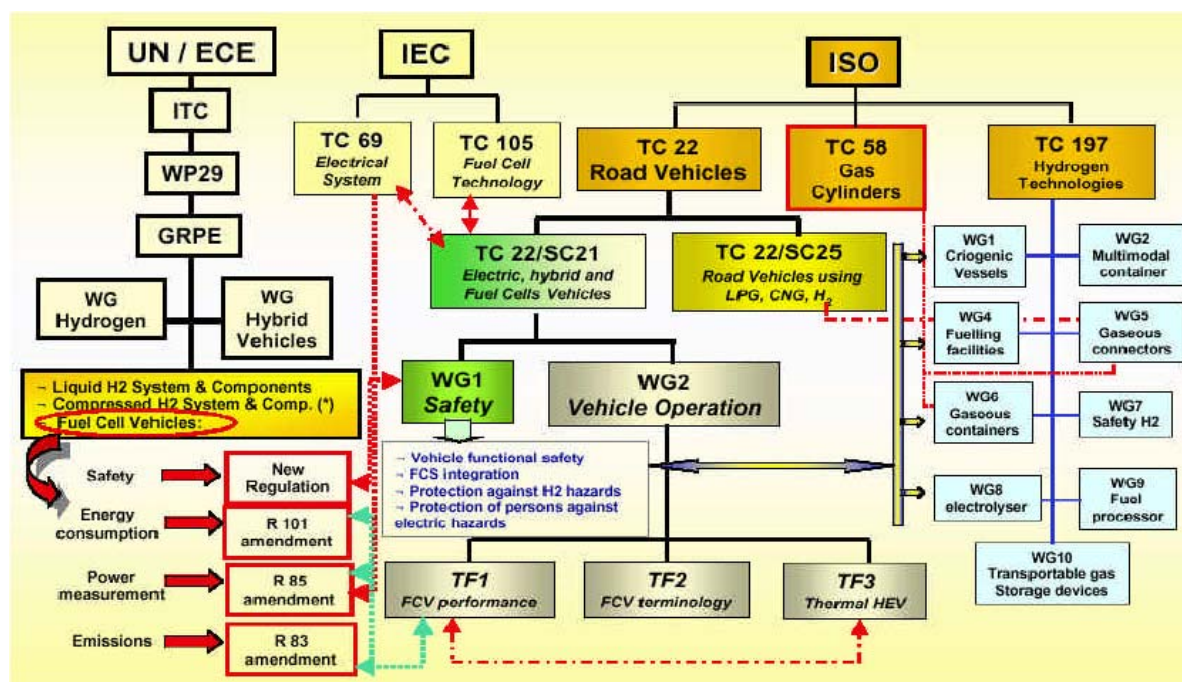 UN / ECE
ITC
WP29
GRPE
WG
Hydrogen
WG
Hybrid
Vehicles
¬ Liquid H2 System & Components
¬ Compressed H2 System & Comp. (*)
Fuel Cell Vehicles:
Safety
New
Regulation
Energy
consumption
R 101
amendment
Power
measurement
R 85
amendment
Emissions
R 83
amendment
IEC
TC 69
Electrical
System
TC 105
Fuel Cell
Technology
ISO
TC 22
Road Vehicles
TC 58
Gas
Cylinders
TC 197
Hydrogen
Technologies
TC 22/SC21
Electric, hybrid and
Fuel Cells Vehicles
TC 22/SC25
Road Vehicles using
LIPG, CNG, H2
WG1
Safety
WG2
Vehicle Operation
¬ Vehicle functional safety
¬ FCS integration
¬ Protection against H2 hazards
¬ Protection of persons against
electric hazards
TF1
FCV performance
TF2
FCV terminology
TF3
Thermal HEV
WG1
Criogenic
Vessels
WG2
Multimodal
container
WG4
Fuelling
facilities
WG5
Gaseous
connectors
WG6
Gasoous
containers
WG7
Safety H2
WG8
electrolyser
WG9
Fuel
processor
WG10
Transportable gas
Storage devices